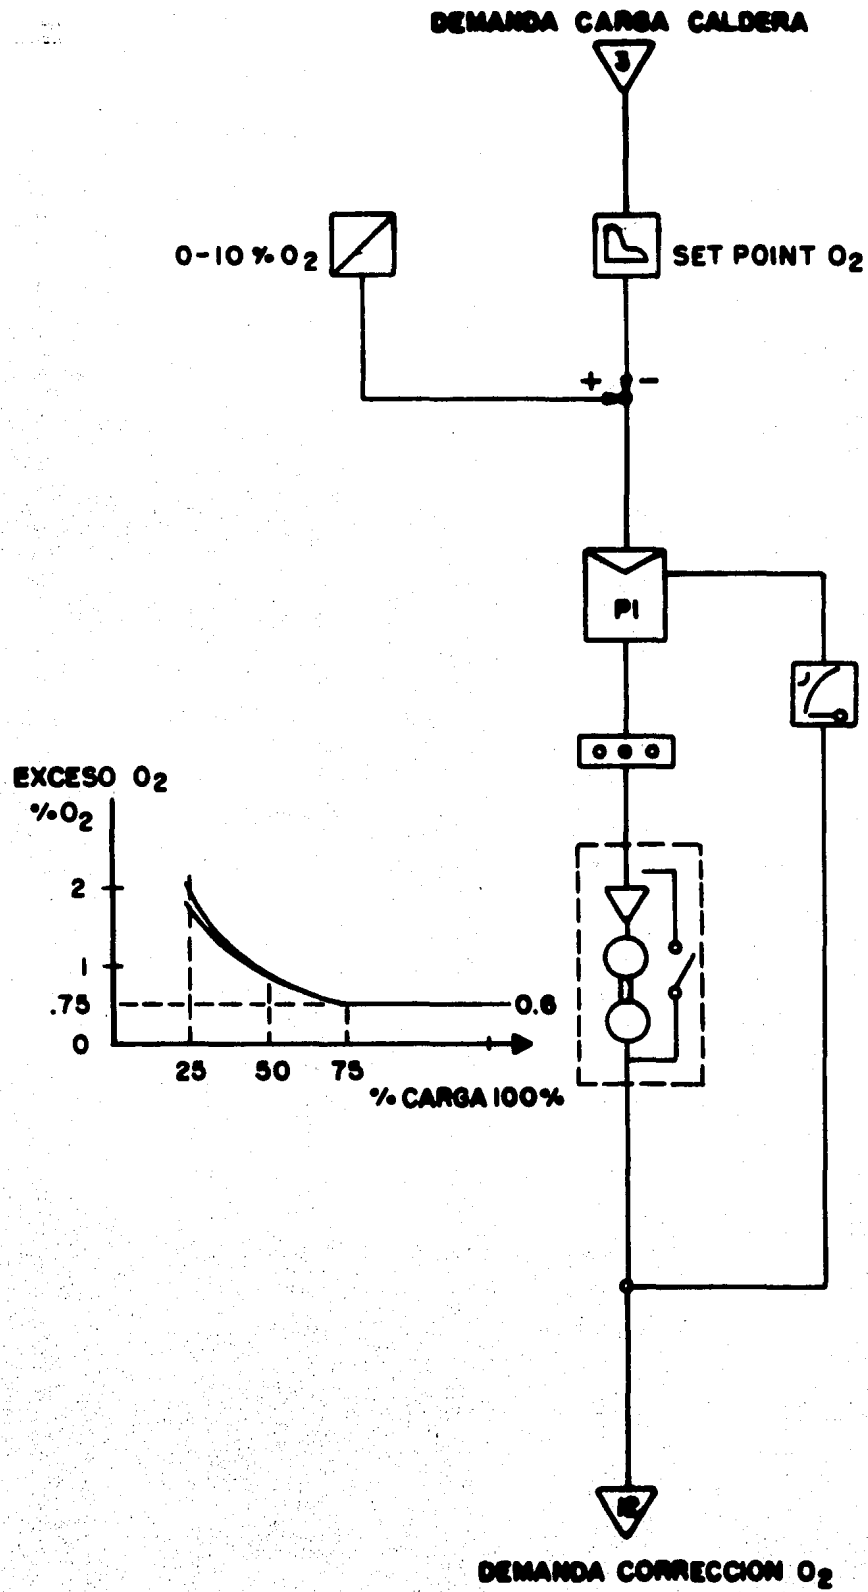 DEMANDA CARGA CALDERA
3
0-10 % O2
SET POINT O2
+ -
PI
EXCESO O2
% O2
2
1
.75
0.6
0
25 50 75
% CARGA 100%
12
DEMANDA CORRECCION O2